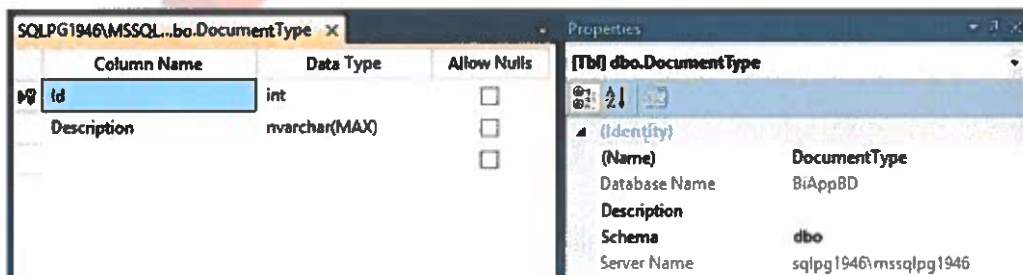 SQLPG1946\MSSQL...bo.DocumentType
Column Name Data Type Allow Nulls
Id int
Description nvarchar(MAX)
Properties
[Tbl] dbo.DocumentType
(Identity)
(Name) DocumentType
Database Name BiAppBD
Description
Schema dbo
Server Name sqlpg1946\mssqlpg1946